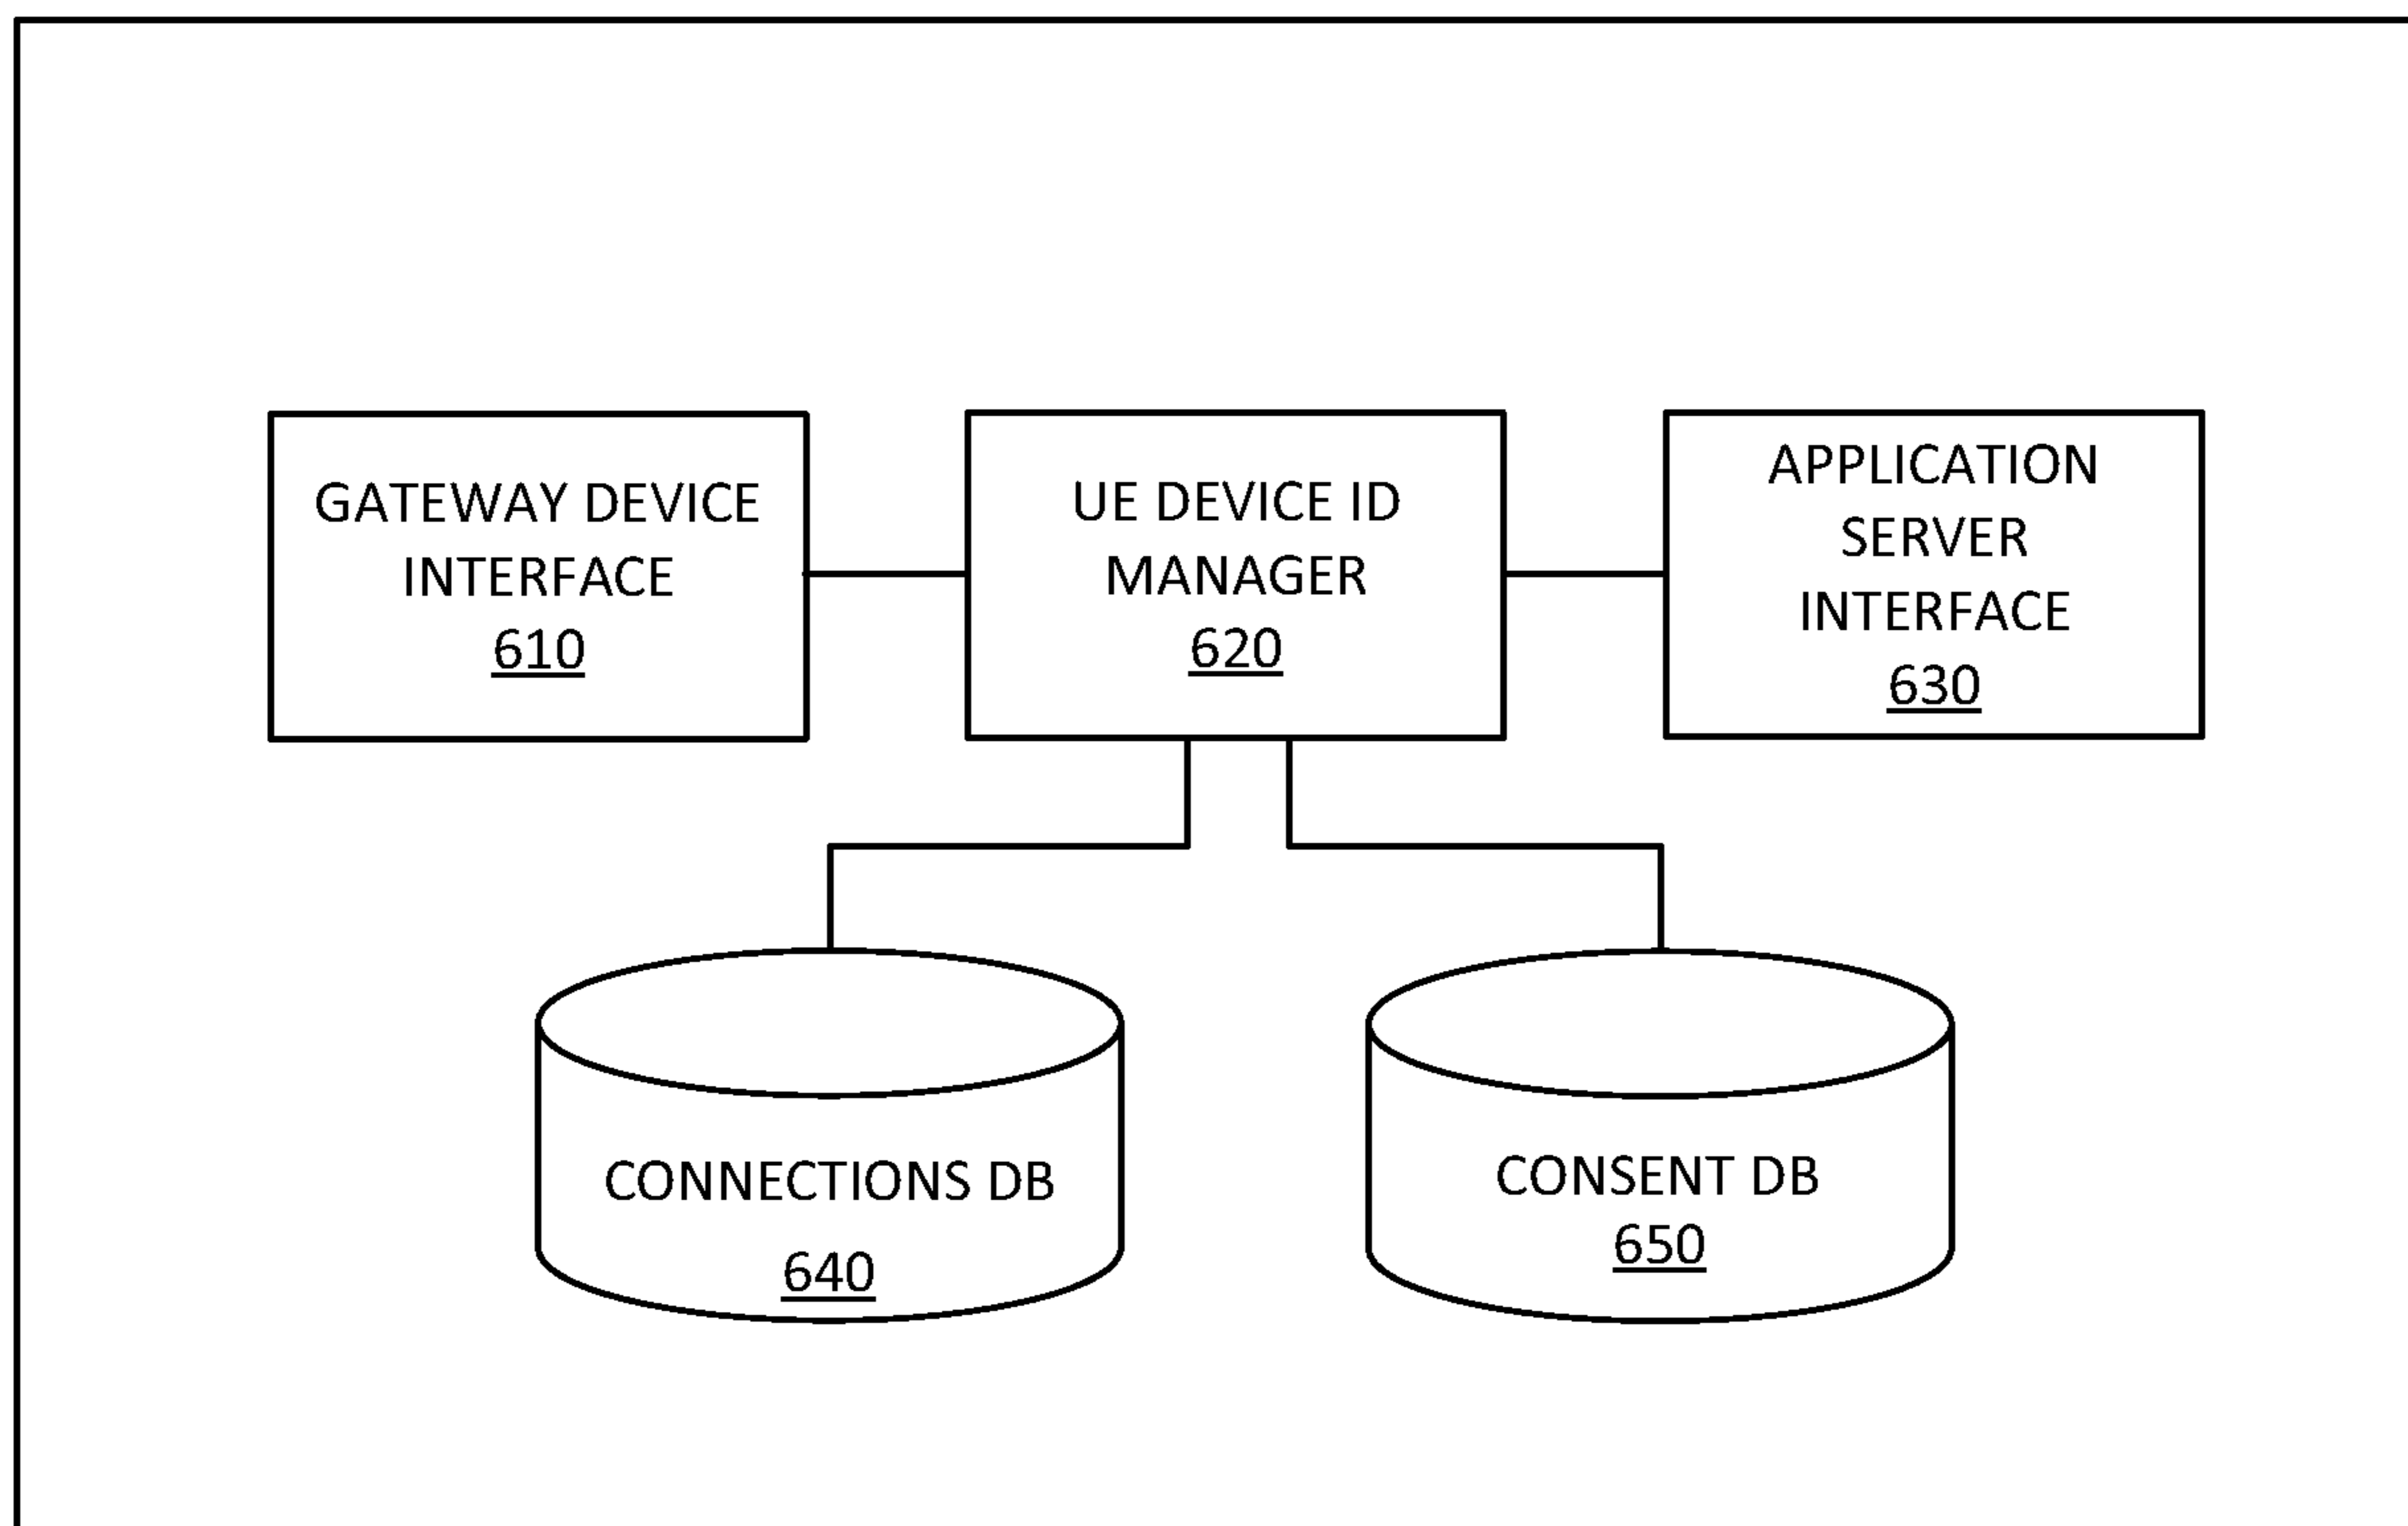 GATEWAY DEVICE
INTERFACE
610
UE DEVICE ID
MANAGER
620
APPLICATION
SERVER
INTERFACE
630
CONNECTIONS DB
640
CONSENT DB
650